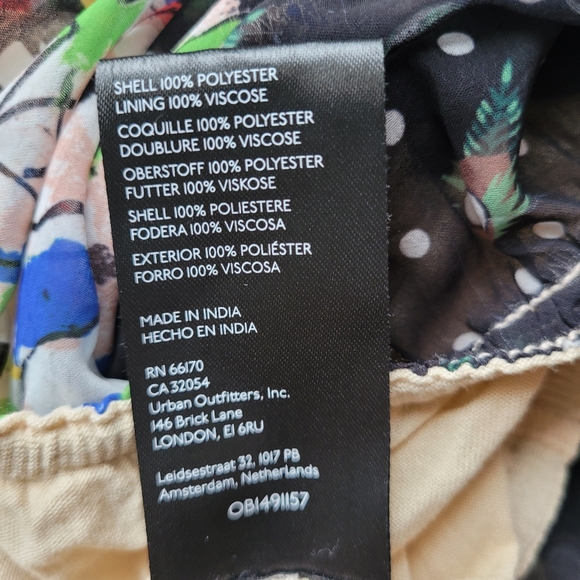 SHELL 100% POLYESTER
LINING 100% VISCOSE
COQUILLE 100% POLYESTER
DOUBLURE 100% VISCOSE
OBERSTOFF 100% POLYESTER
FUTTER 100% VISKOSE
SHELL 100% POLIESTERE
FODERA 100% VISCOSA
EXTERIOR 100% POLIÉSTER
FORRO 100% VISCOSA
MADE IN INDIA
HECHO EN INDIA
RN 66170
CA 32054
Urban Outfitters, Inc.
146 Brick Lane
LONDON, E1 6RU
Leidsestraat 32, 1017 PB
Amsterdam, Netherlands
OB1491157